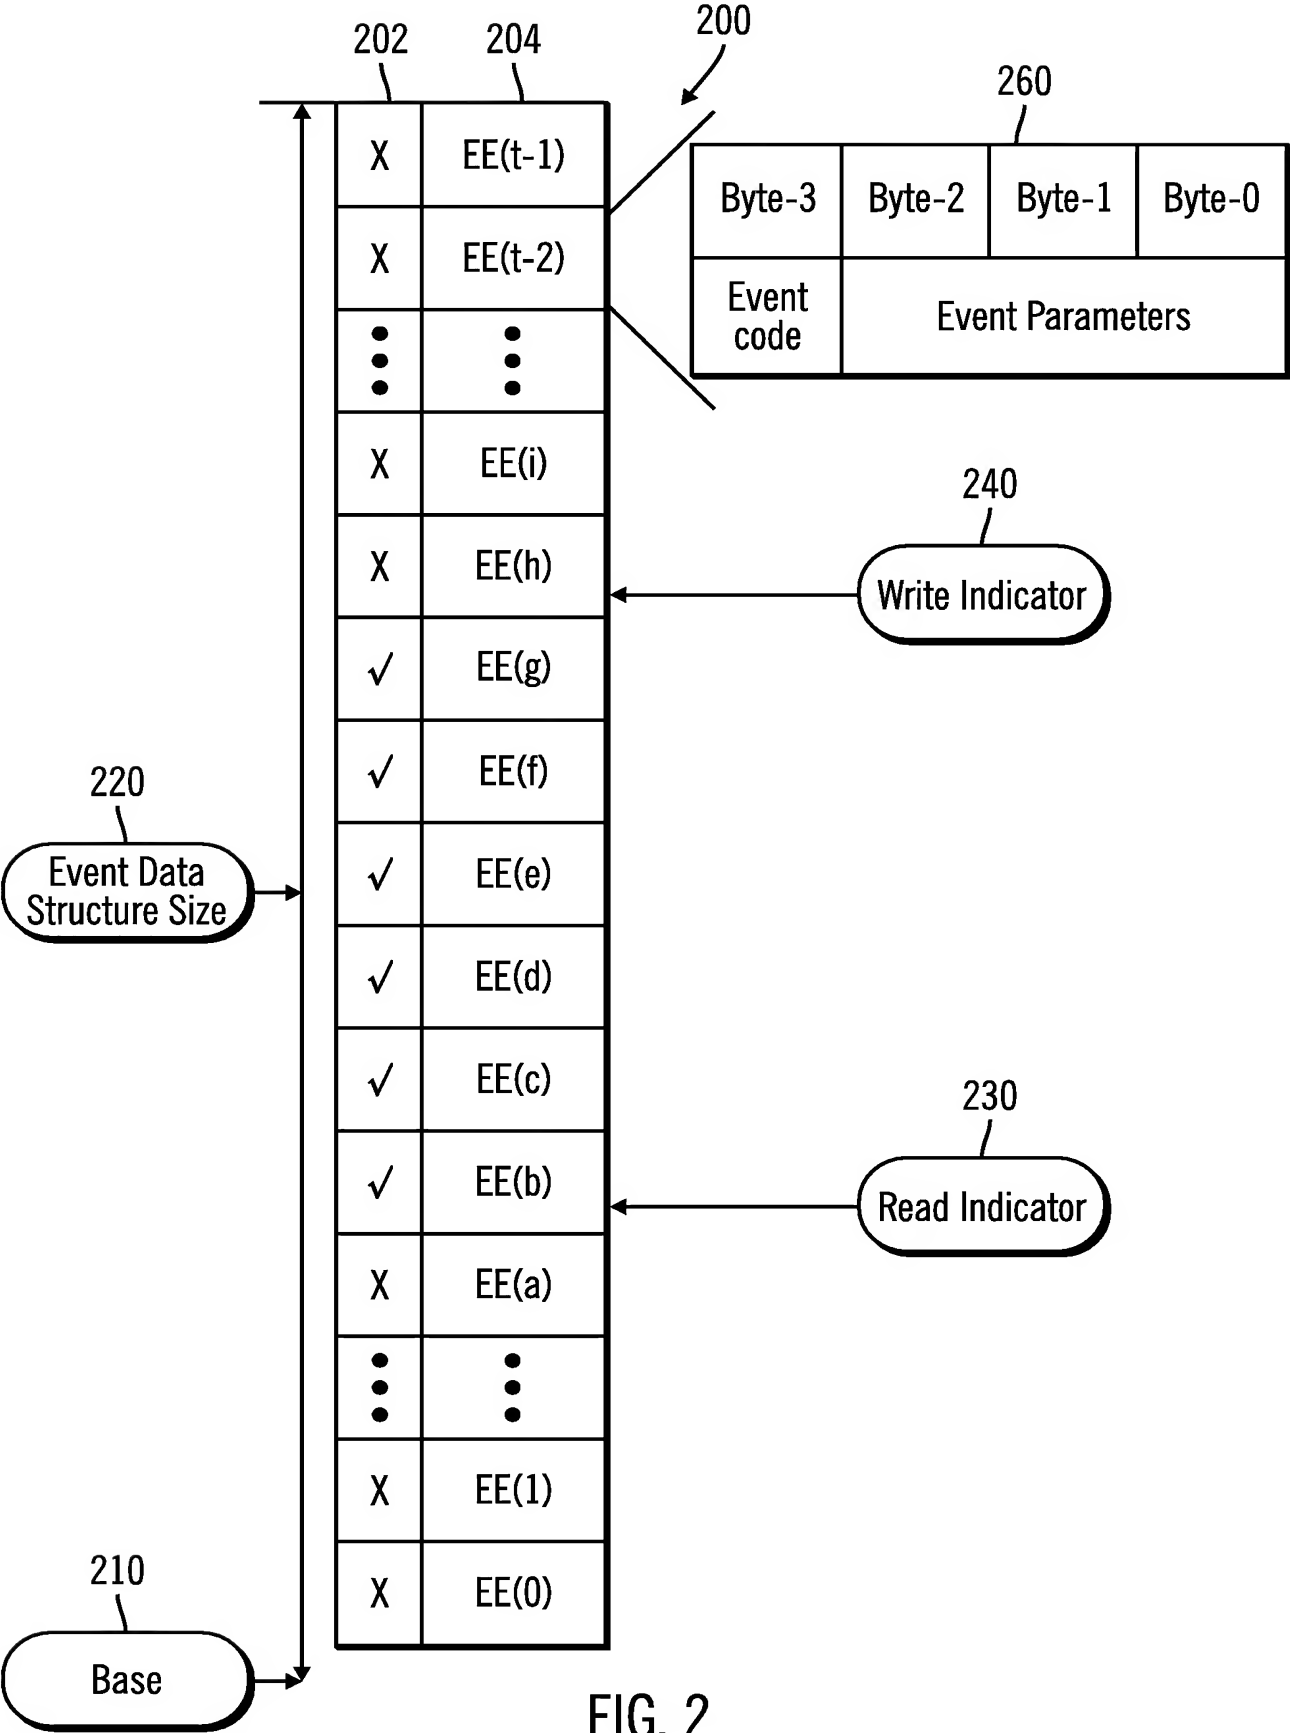 202
204
200
260
X EE(t-1)
Byte-3 Byte-2 Byte-1 Byte-0
X EE(t-2)
Event
code
Event Parameters
X EE(i)
240
X EE(h)
Write Indicator
√ EE(g)
√ EE(f)
220
Event Data
Structure Size
√ EE(e)
√ EE(d)
√ EE(c)
230
√ EE(b)
Read Indicator
X EE(a)
X EE(1)
210
X EE(0)
Base
FIG. 2